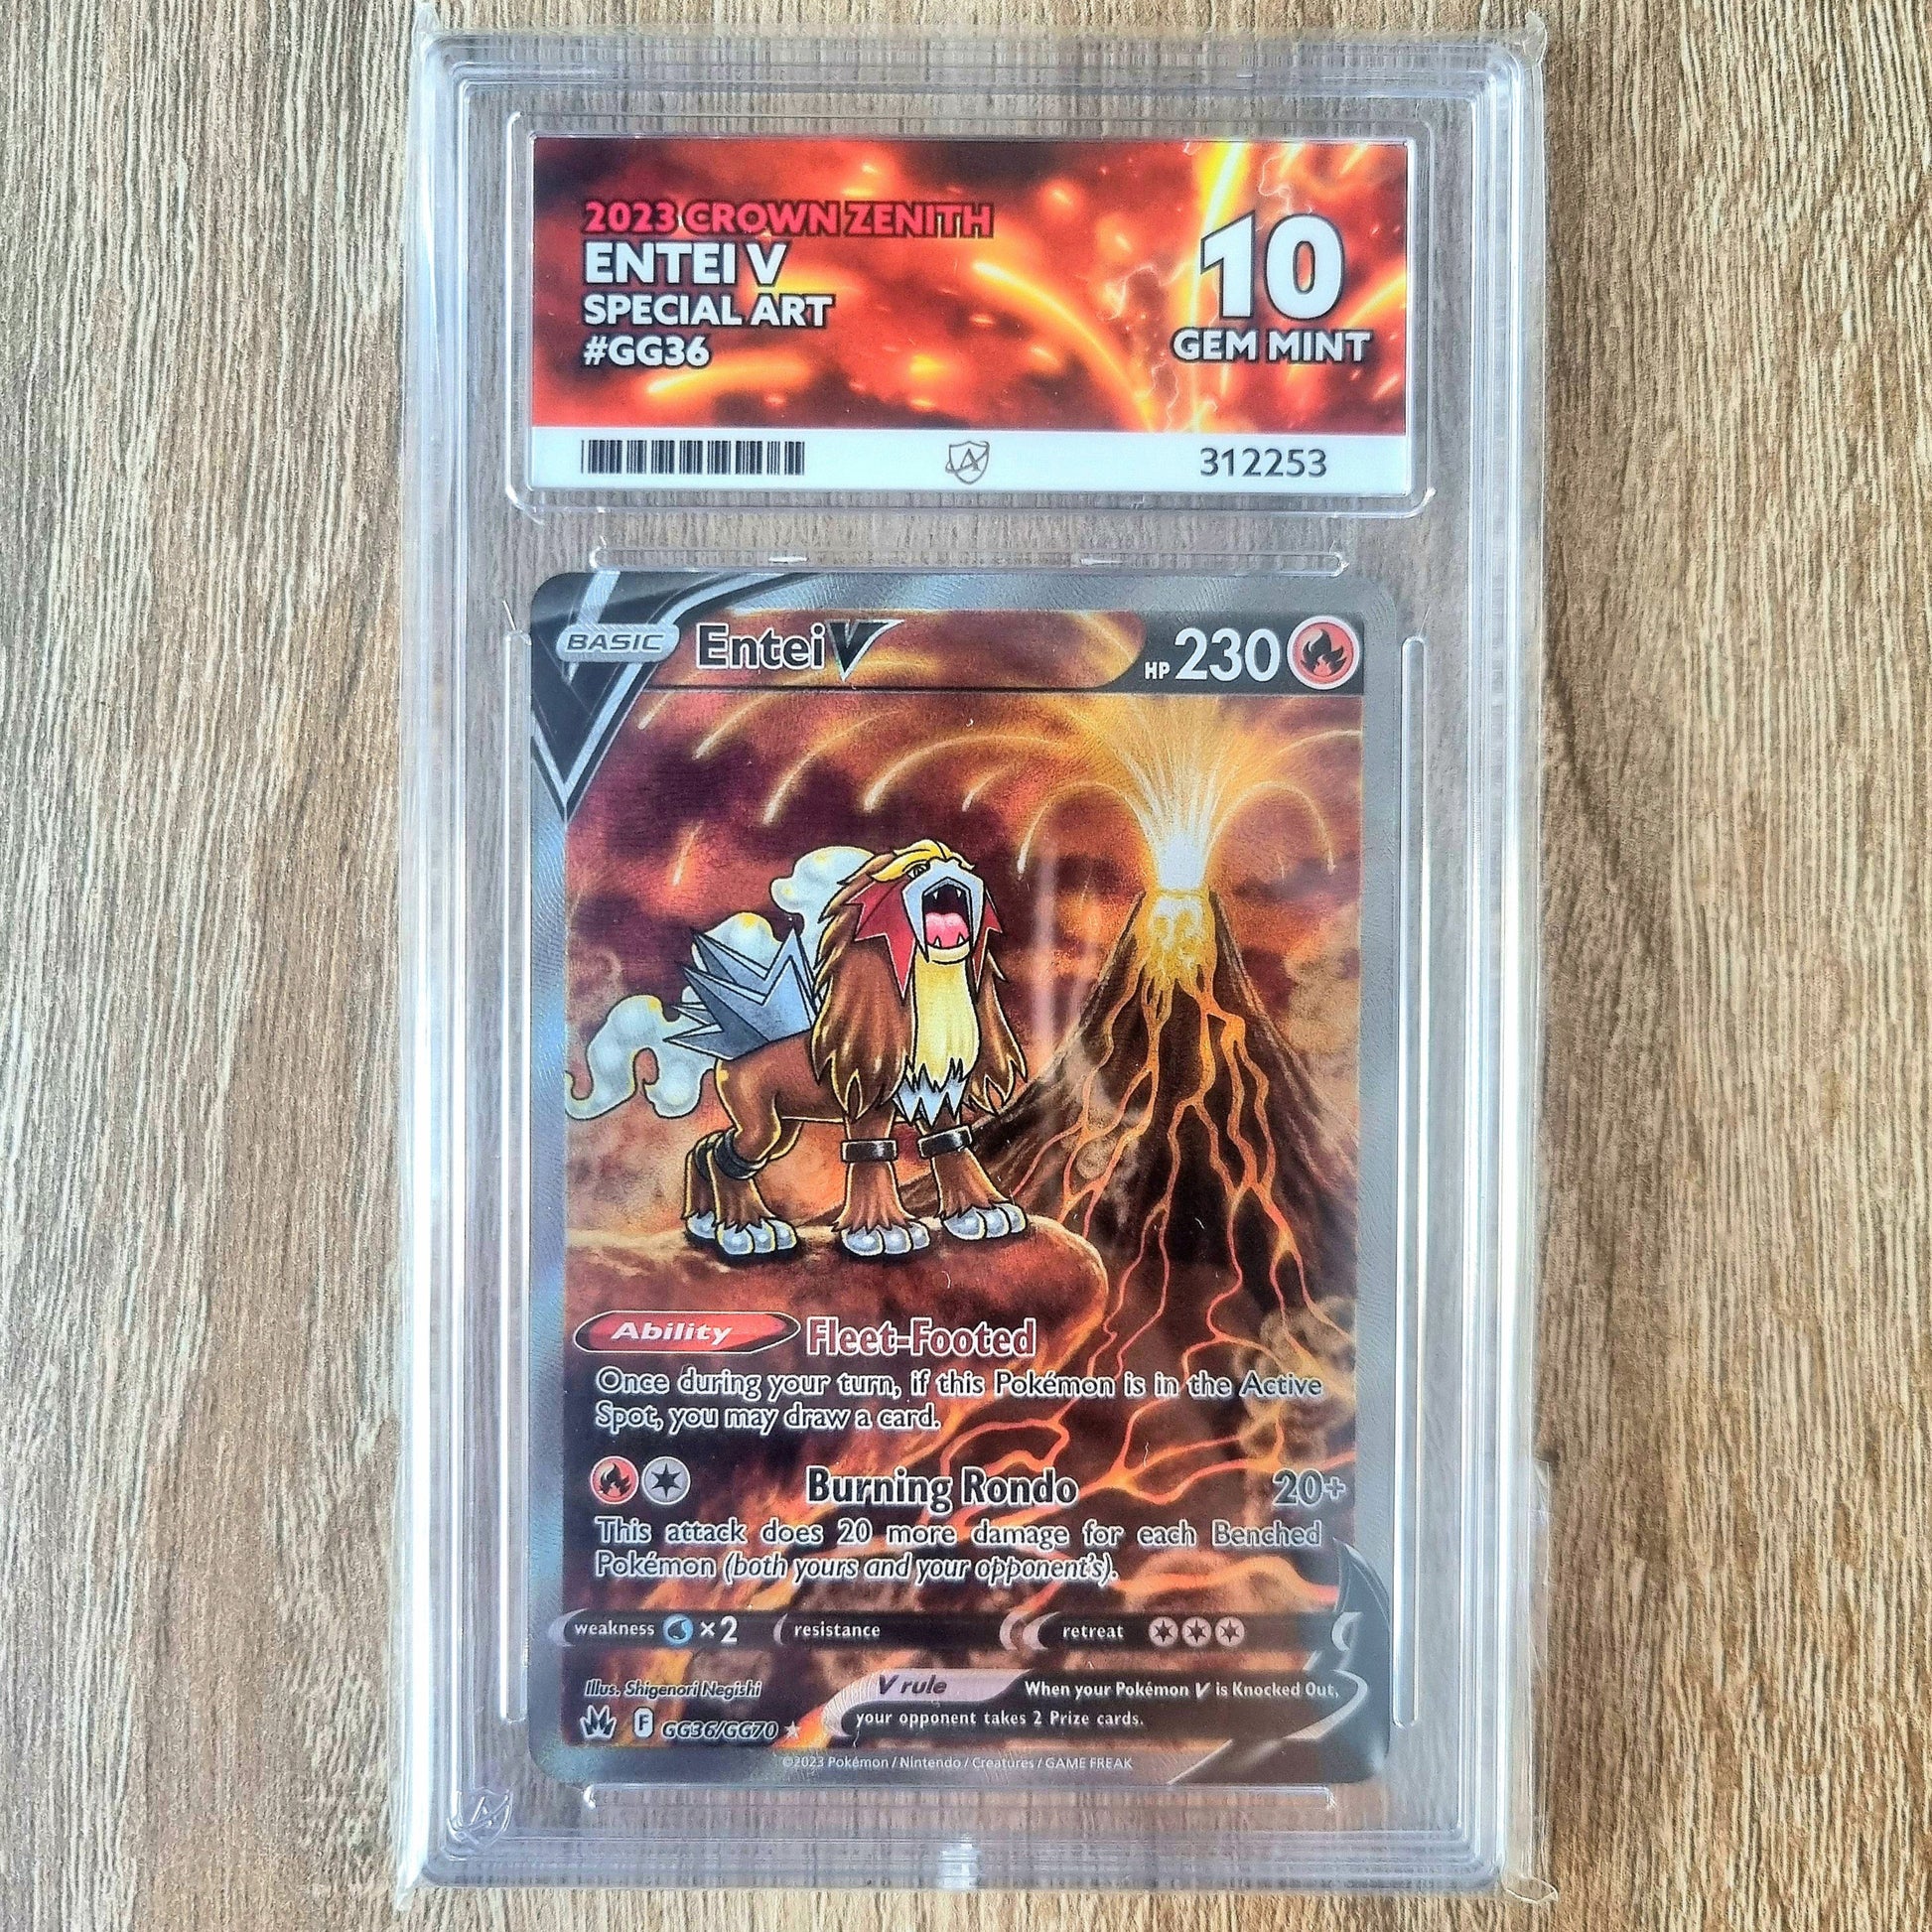 2023 CROWN ZENITH
ENTEI V
SPECIAL ART
#GG36
10
GEM MINT
312253
BASIC
Entei V
HP 230
Ability Fleet-Footed
Once during your turn, if this Pokémon is in the Active
Spot, you may draw a card.
Burning Rondo 20+
This attack does 20 more damage for each Benched
Pokémon (both yours and your opponent's).
weakness ×2 resistance retreat
Illus. Shigenori Negishi
V rule When your Pokémon V is Knocked Out,
your opponent takes 2 Prize cards.
F GG36/GG70
©2023 Pokémon / Nintendo / Creatures / GAME FREAK